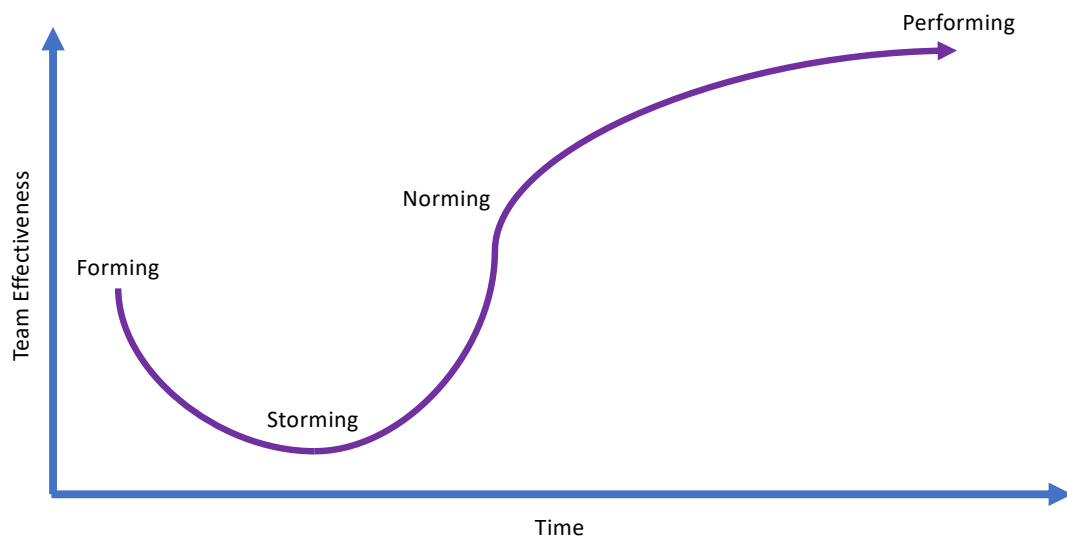 Performing
Norming
Forming
Storming
Team Effectiveness
Time